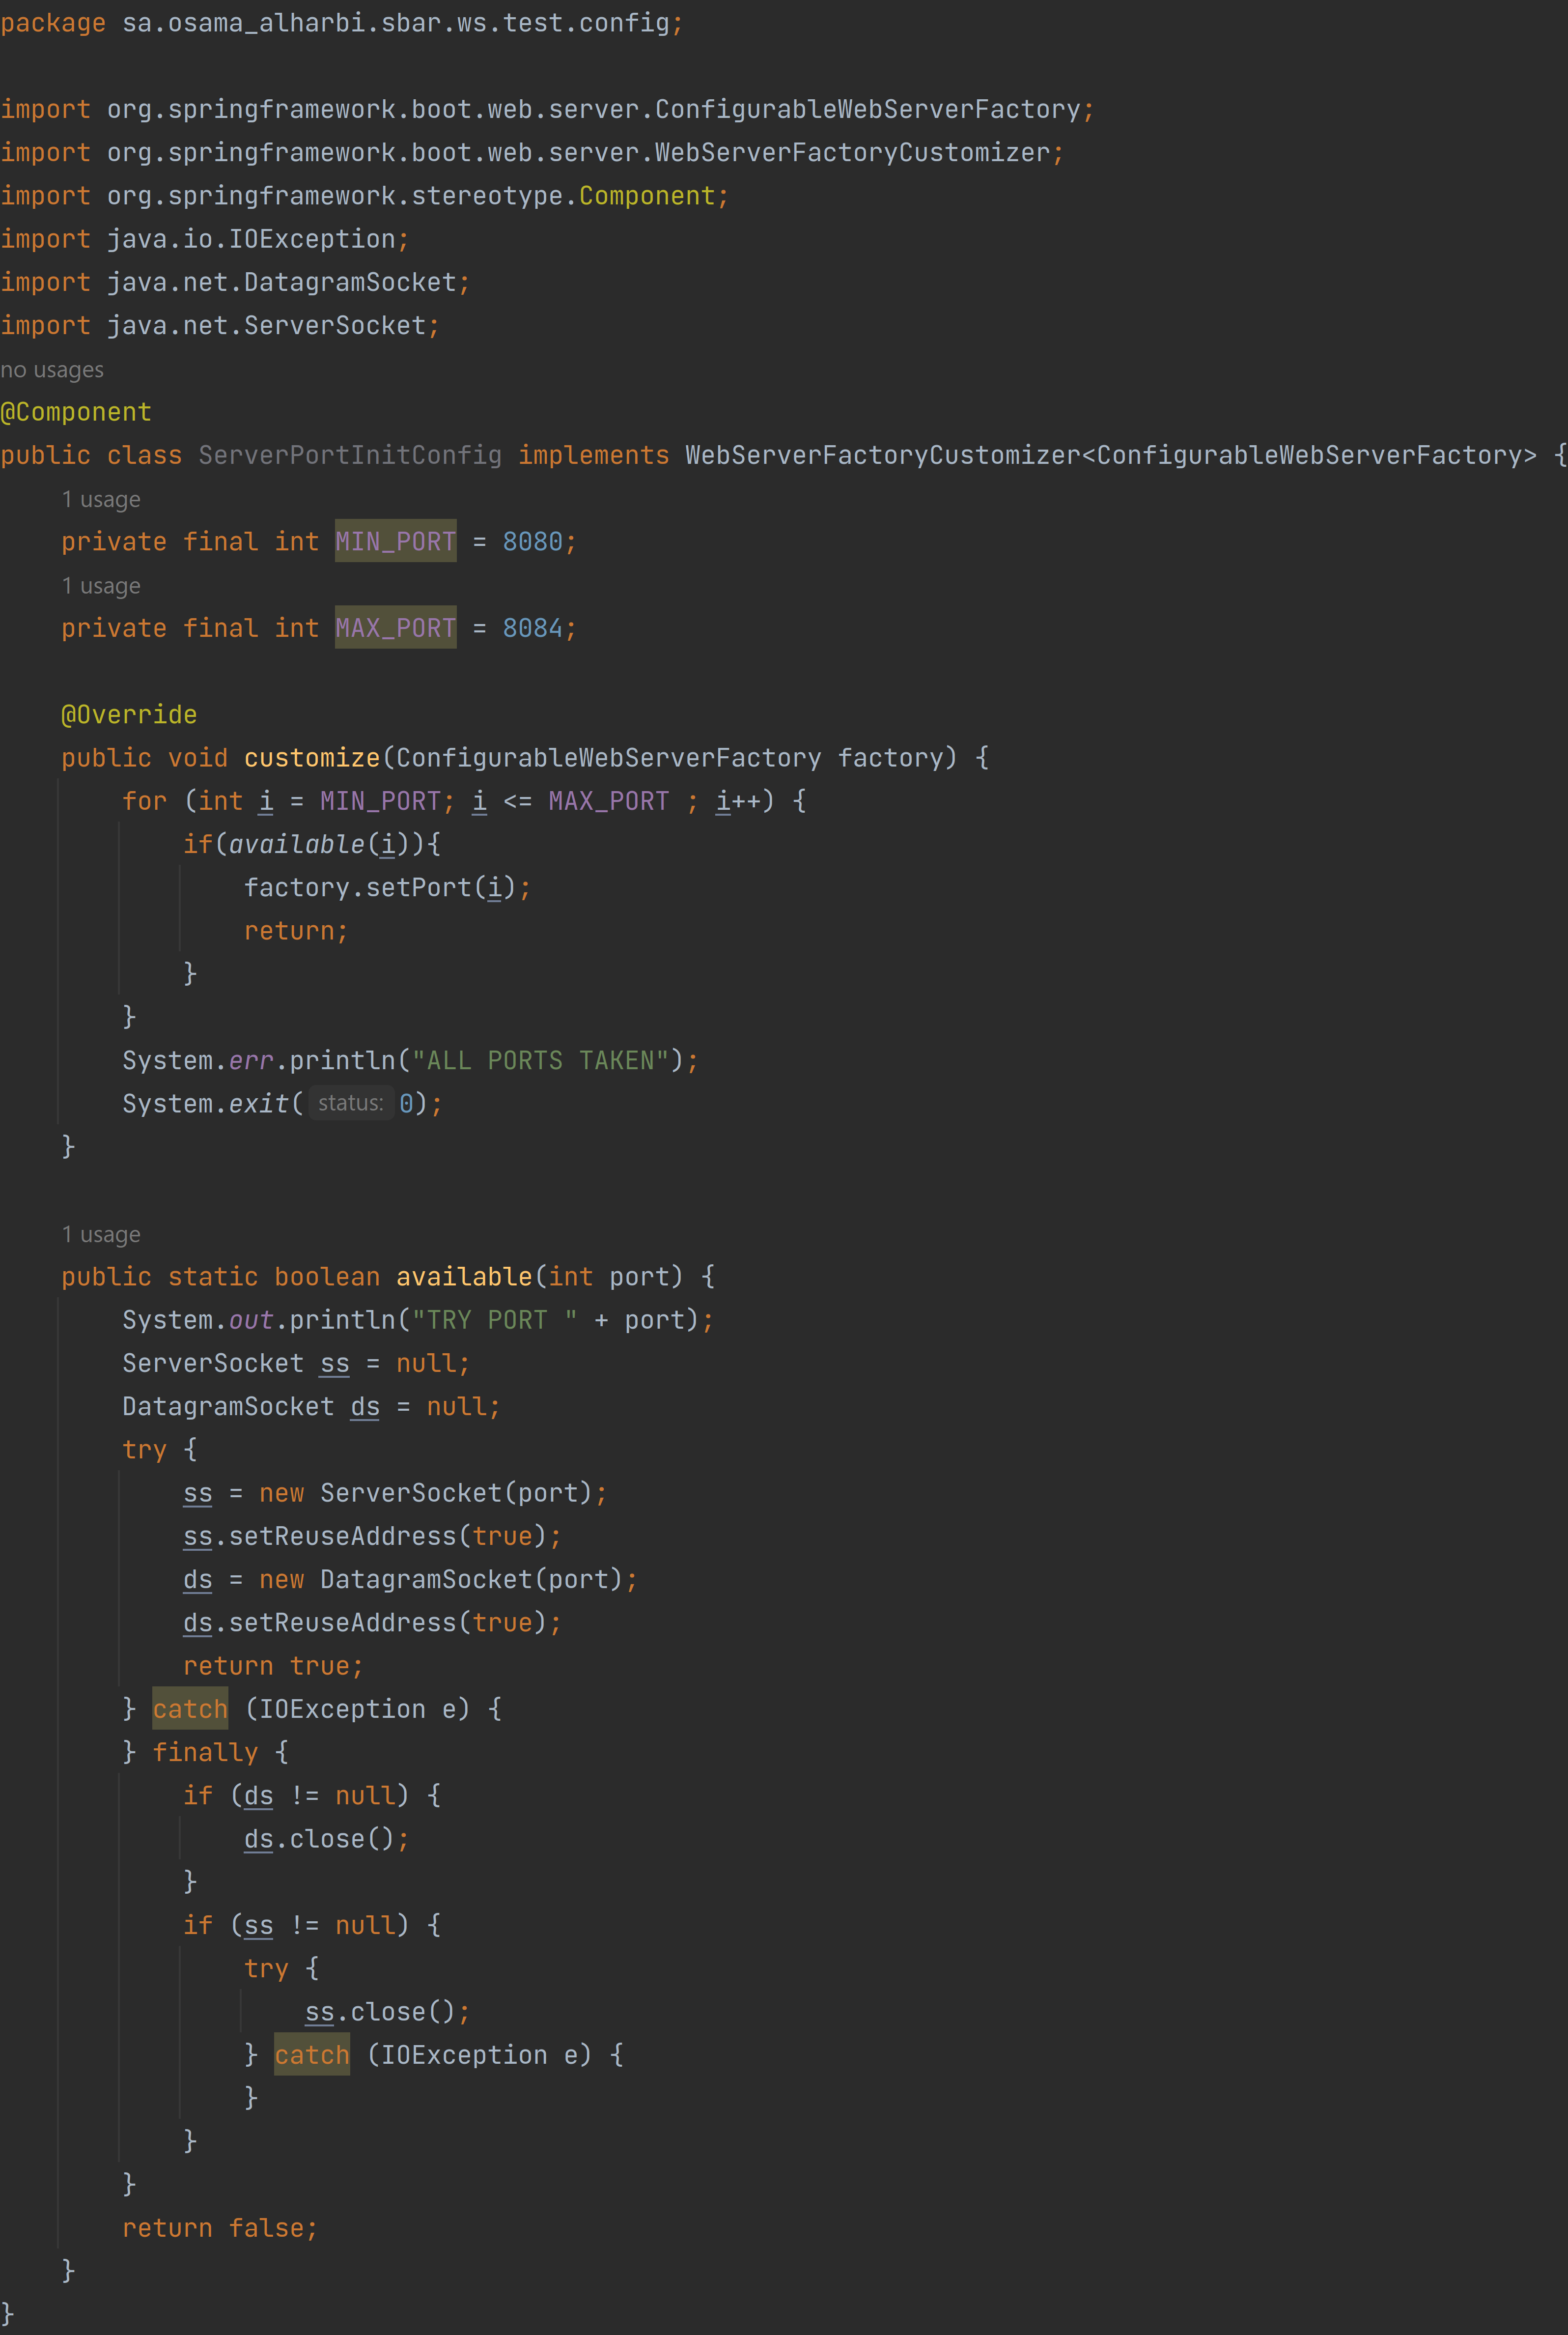 package sa.osama_alharbi.sbar.ws.test.config;

import org.springframework.boot.web.server.ConfigurableWebServerFactory;
import org.springframework.boot.web.server.WebServerFactoryCustomizer;
import org.springframework.stereotype.Component;
import java.io.IOException;
import java.net.DatagramSocket;
import java.net.ServerSocket;
no usages
@Component
public class ServerPortInitConfig implements WebServerFactoryCustomizer<ConfigurableWebServerFactory> {
    1 usage
    private final int MIN_PORT = 8080;
    1 usage
    private final int MAX_PORT = 8084;

    @Override
    public void customize(ConfigurableWebServerFactory factory) {
        for (int i = MIN_PORT; i <= MAX_PORT ; i++) {
            if(available(i)){
                factory.setPort(i);
                return;
            }
        }
        System.err.println("ALL PORTS TAKEN");
        System.exit( status: 0);
    }

    1 usage
    public static boolean available(int port) {
        System.out.println("TRY PORT " + port);
        ServerSocket ss = null;
        DatagramSocket ds = null;
        try {
            ss = new ServerSocket(port);
            ss.setReuseAddress(true);
            ds = new DatagramSocket(port);
            ds.setReuseAddress(true);
            return true;
        } catch (IOException e) {
        } finally {
            if (ds != null) {
                ds.close();
            }
            if (ss != null) {
                try {
                    ss.close();
                } catch (IOException e) {
                }
            }
        }
        return false;
    }
}